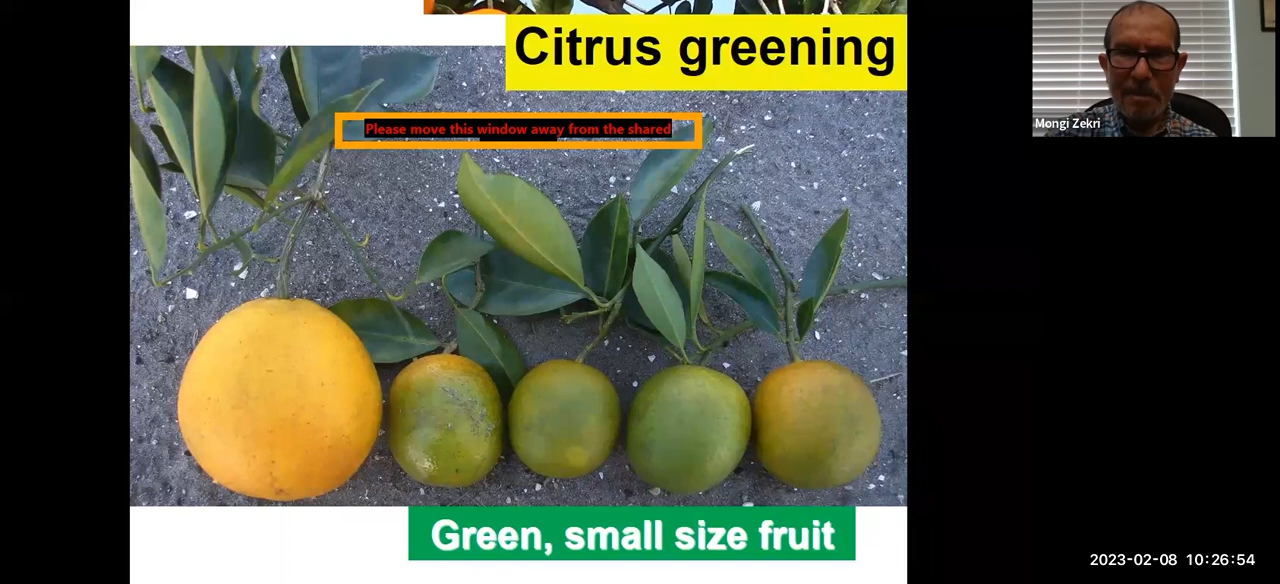 Citrus greening
Please move this window away from the shared
Mongi Zekri
Green, small size fruit
2023-02-08 10:26:54